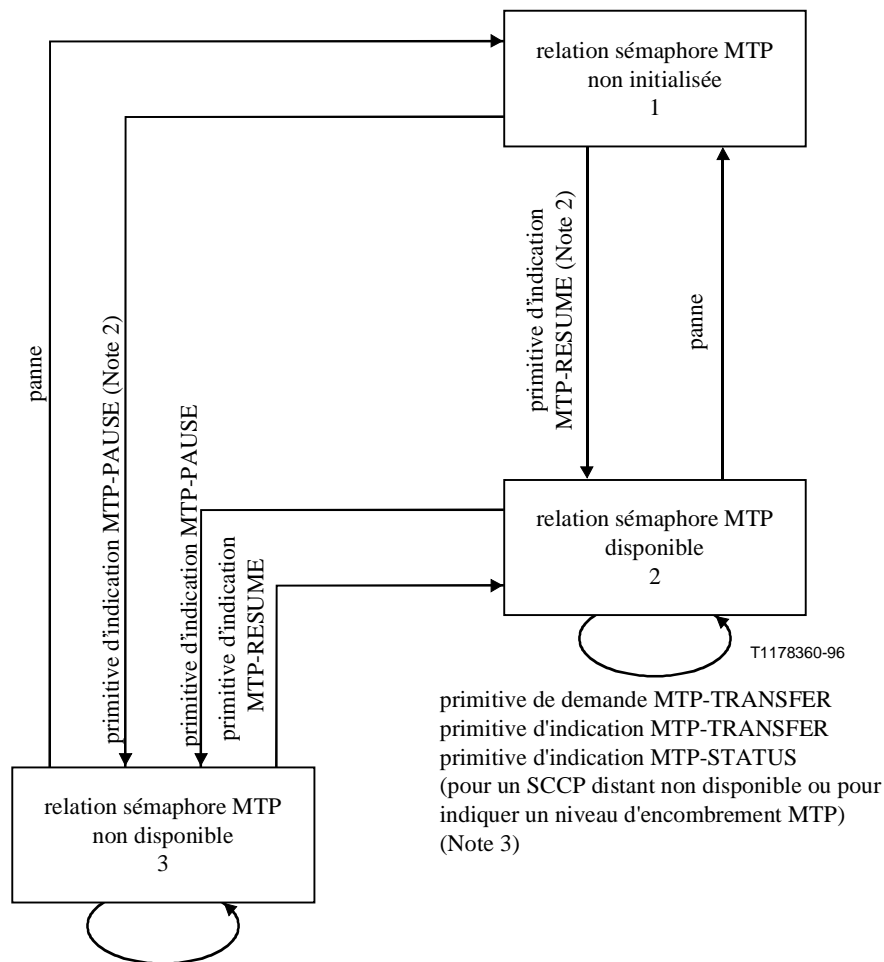 relation sémaphore MTP
non initialisée
1
panne
primitive d'indication MTP-PAUSE (Note 2)
primitive d'indication MTP-PAUSE
primitive d'indication
MTP-RESUME
primitive d'indication
MTP-RESUME (Note 2)
panne
relation sémaphore MTP
disponible
2
T1178360-96
primitive de demande MTP-TRANSFER
primitive d'indication MTP-TRANSFER
primitive d'indication MTP-STATUS
(pour un SCCP distant non disponible ou pour
indiquer un niveau d'encombrement MTP)
(Note 3)
relation sémaphore MTP
non disponible
3